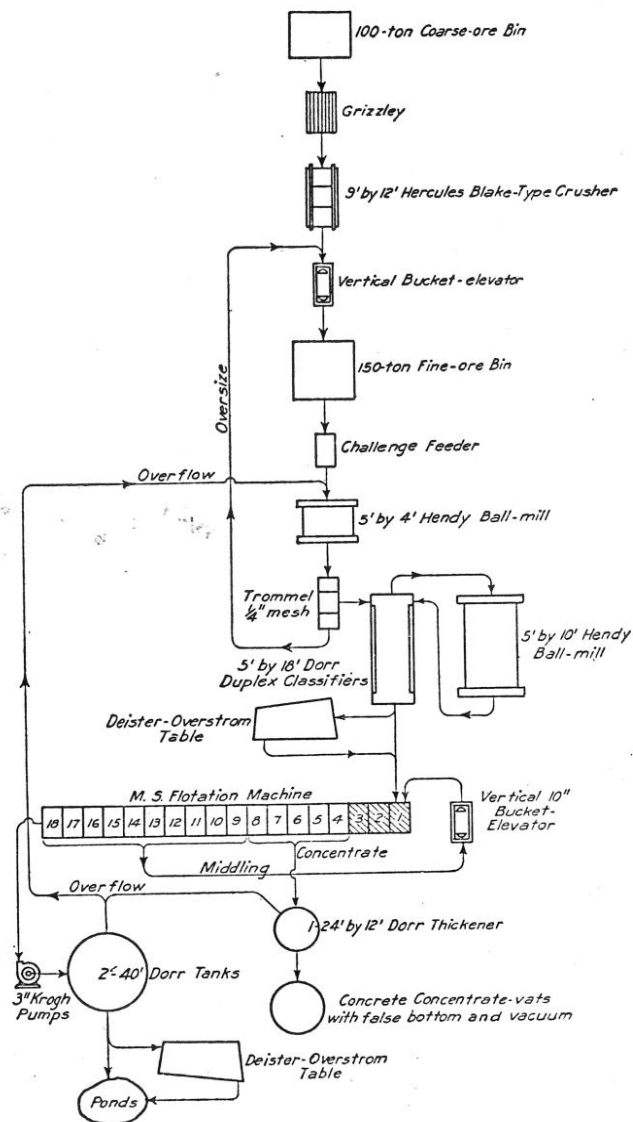 100-ton Coarse-ore Bin
Grizzley
9' by 12' Hercules Blake-Type Crusher
Vertical Bucket-elevator
150-ton Fine-ore Bin
Oversize
Challenge Feeder
Overflow
5' by 4' Hendy Ball-mill
Trommel
1/4" mesh
5' by 10' Hendy
Ball-mill
5' by 18' Dorr
Duplex Classifiers
Deister-Overstrom
Table
M. S. Flotation Machine
Vertical 10"
Bucket-
Elevator
18 17 16 15 14 13 12 11 10 9 8 7 6 5 4 3 2 1
Concentrate
Middling
Overflow
1-24' by 12' Dorr Thickener
2-40' Dorr Tanks
3" Krogh
Pumps
Concrete Concentrate-vats
with false bottom and vacuum
Deister-Overstrom
Table
Ponds